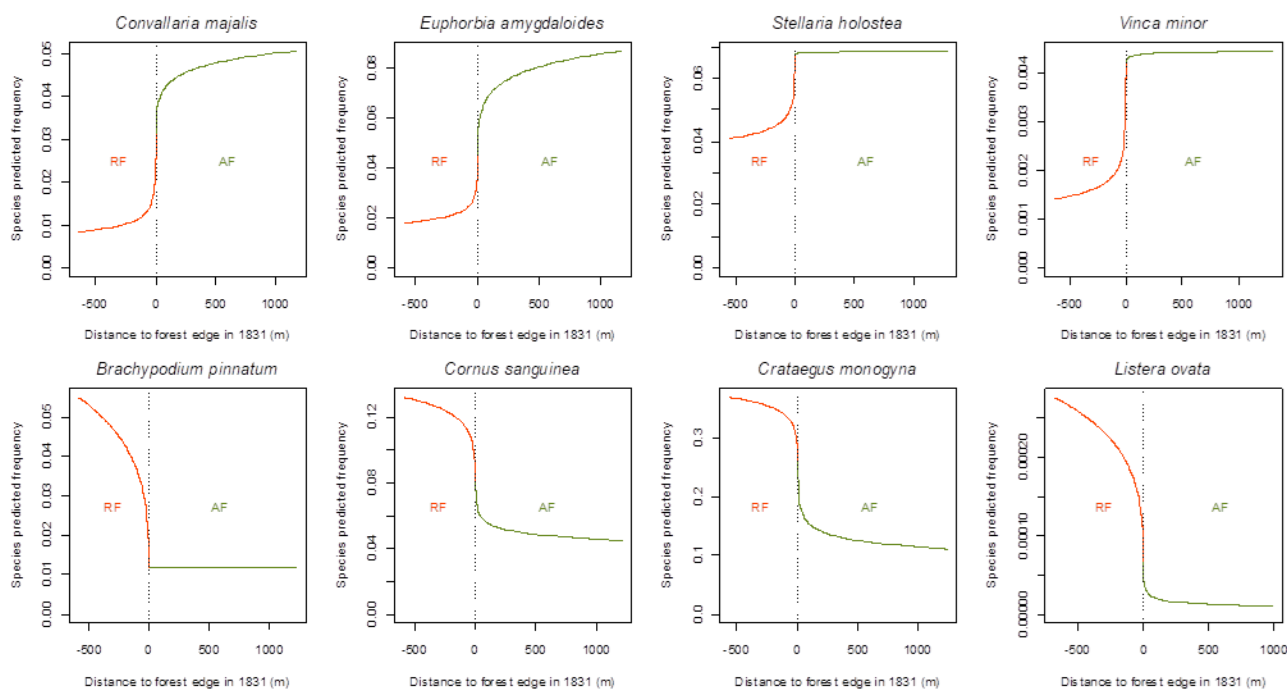 Convallaria majalis
Species predicted frequency
0.00 0.01 0.02 0.03 0.04 0.05
RF AF
-500 0 500 1000
Distance to forest edge in 1831 (m)
Euphorbia amygdaloides
Species predicted frequency
0.00 0.02 0.04 0.06 0.08
RF AF
-500 0 500 1000
Distance to forest edge in 1831 (m)
Stellaria holostea
Species predicted frequency
0.00 0.02 0.04 0.06
RF AF
-500 0 500 1000
Distance to forest edge in 1831 (m)
Vinca minor
Species predicted frequency
0.000 0.001 0.002 0.003 0.004
RF AF
-500 0 500 1000
Distance to forest edge in 1831 (m)
Brachypodium pinnatum
Species predicted frequency
0.00 0.01 0.02 0.03 0.04 0.05
RF AF
-500 0 500 1000
Distance to forest edge in 1831 (m)
Cornus sanguinea
Species predicted frequency
0.00 0.04 0.08 0.12
RF AF
-500 0 500 1000
Distance to forest edge in 1831 (m)
Crataegus monogyna
Species predicted frequency
0.0 0.1 0.2 0.3
RF AF
-500 0 500 1000
Distance to forest edge in 1831 (m)
Listera ovata
Species predicted frequency
0.00000 0.00010 0.00020
RF AF
-500 0 500 1000
Distance to forest edge in 1831 (m)